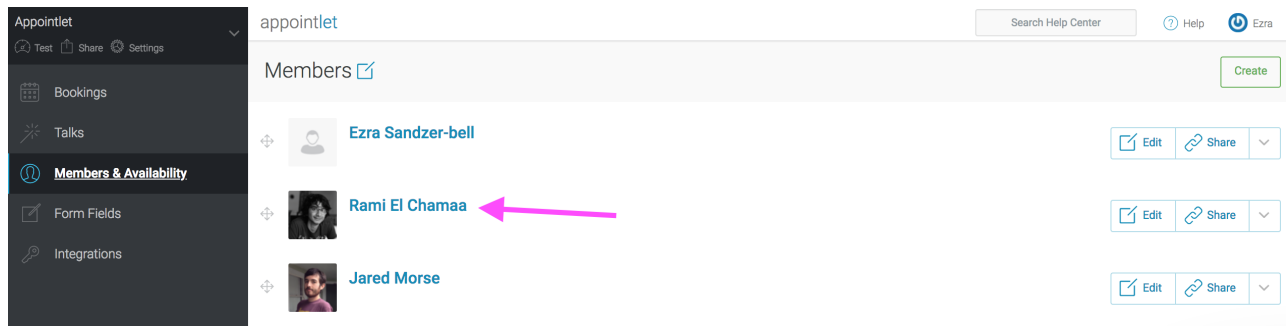 Appointlet
Test Share Settings
Bookings
Talks
Members & Availability
Form Fields
Integrations
appointlet
Search Help Center
? Help
Ezra
Members
Create
Ezra Sandzer-bell
Edit Share
Rami El Chamaa
Edit Share
Jared Morse
Edit Share